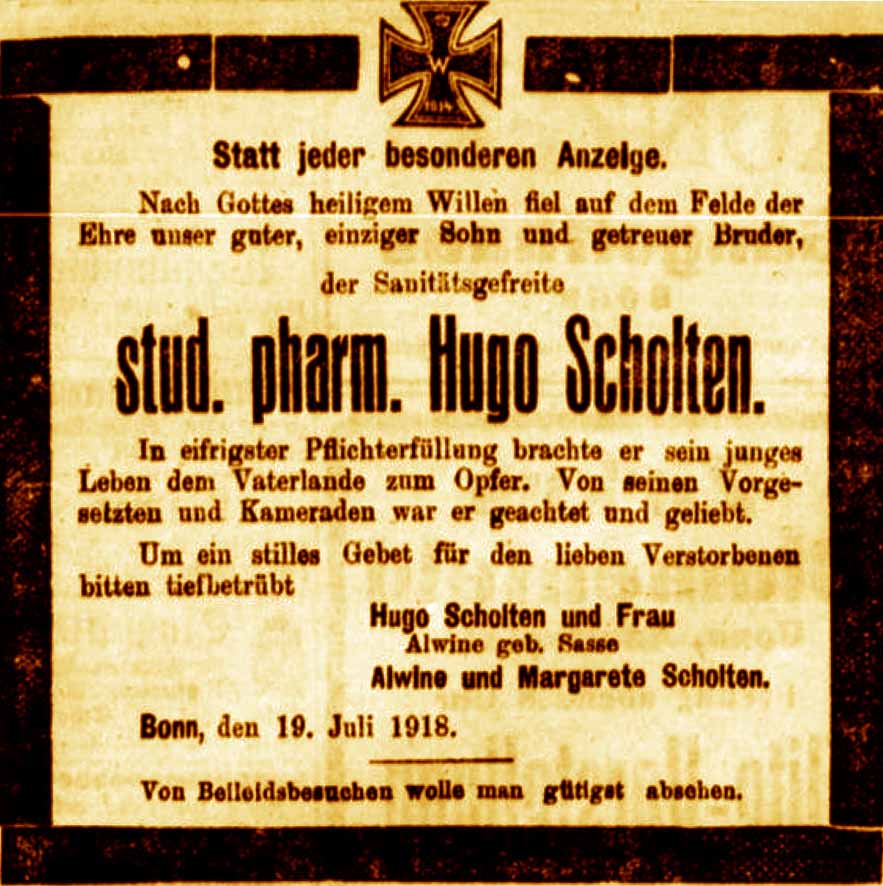 W
1914
Statt jeder besonderen Anzeige.
Nach Gottes heiligem Willen fiel auf dem Felde der
Ehre unser guter, einziger Sohn und getreuer Bruder,
der Sanitätsgefreite
stud. pharm. Hugo Scholten.
In eifrigster Pflichterfüllung brachte er sein junges
Leben dem Vaterlande zum Opfer. Von seinen Vorge-
setzten und Kameraden war er geachtet und geliebt.
Um ein stilles Gebet für den lieben Verstorbenen
bitten tiefbetrübt
Hugo Scholten und Frau
Alwine geb. Sasse
Alwine und Margarete Scholten.
Bonn, den 19. Juli 1918.
Von Beileidsbesuchen wolle man gütigst absehen.